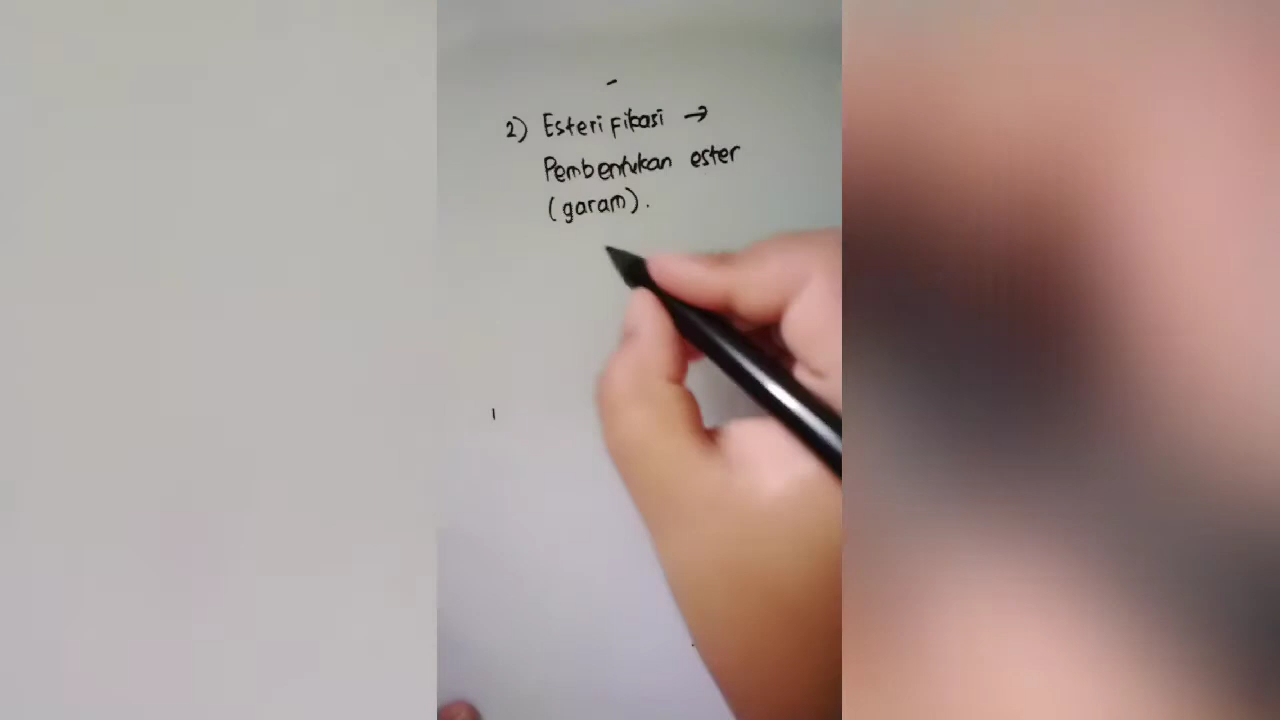 2) Esterifikasi →
Pembentukan ester
(garam).